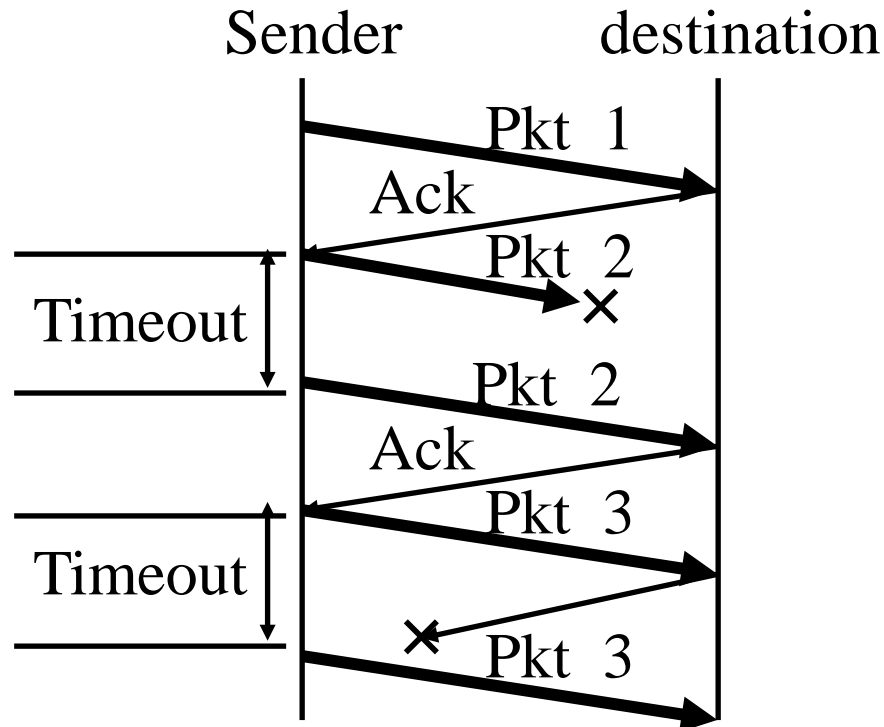 Sender destination
Pkt 1
Ack
Pkt 2
Timeout
Pkt 2
Ack
Pkt 3
Timeout
Pkt 3